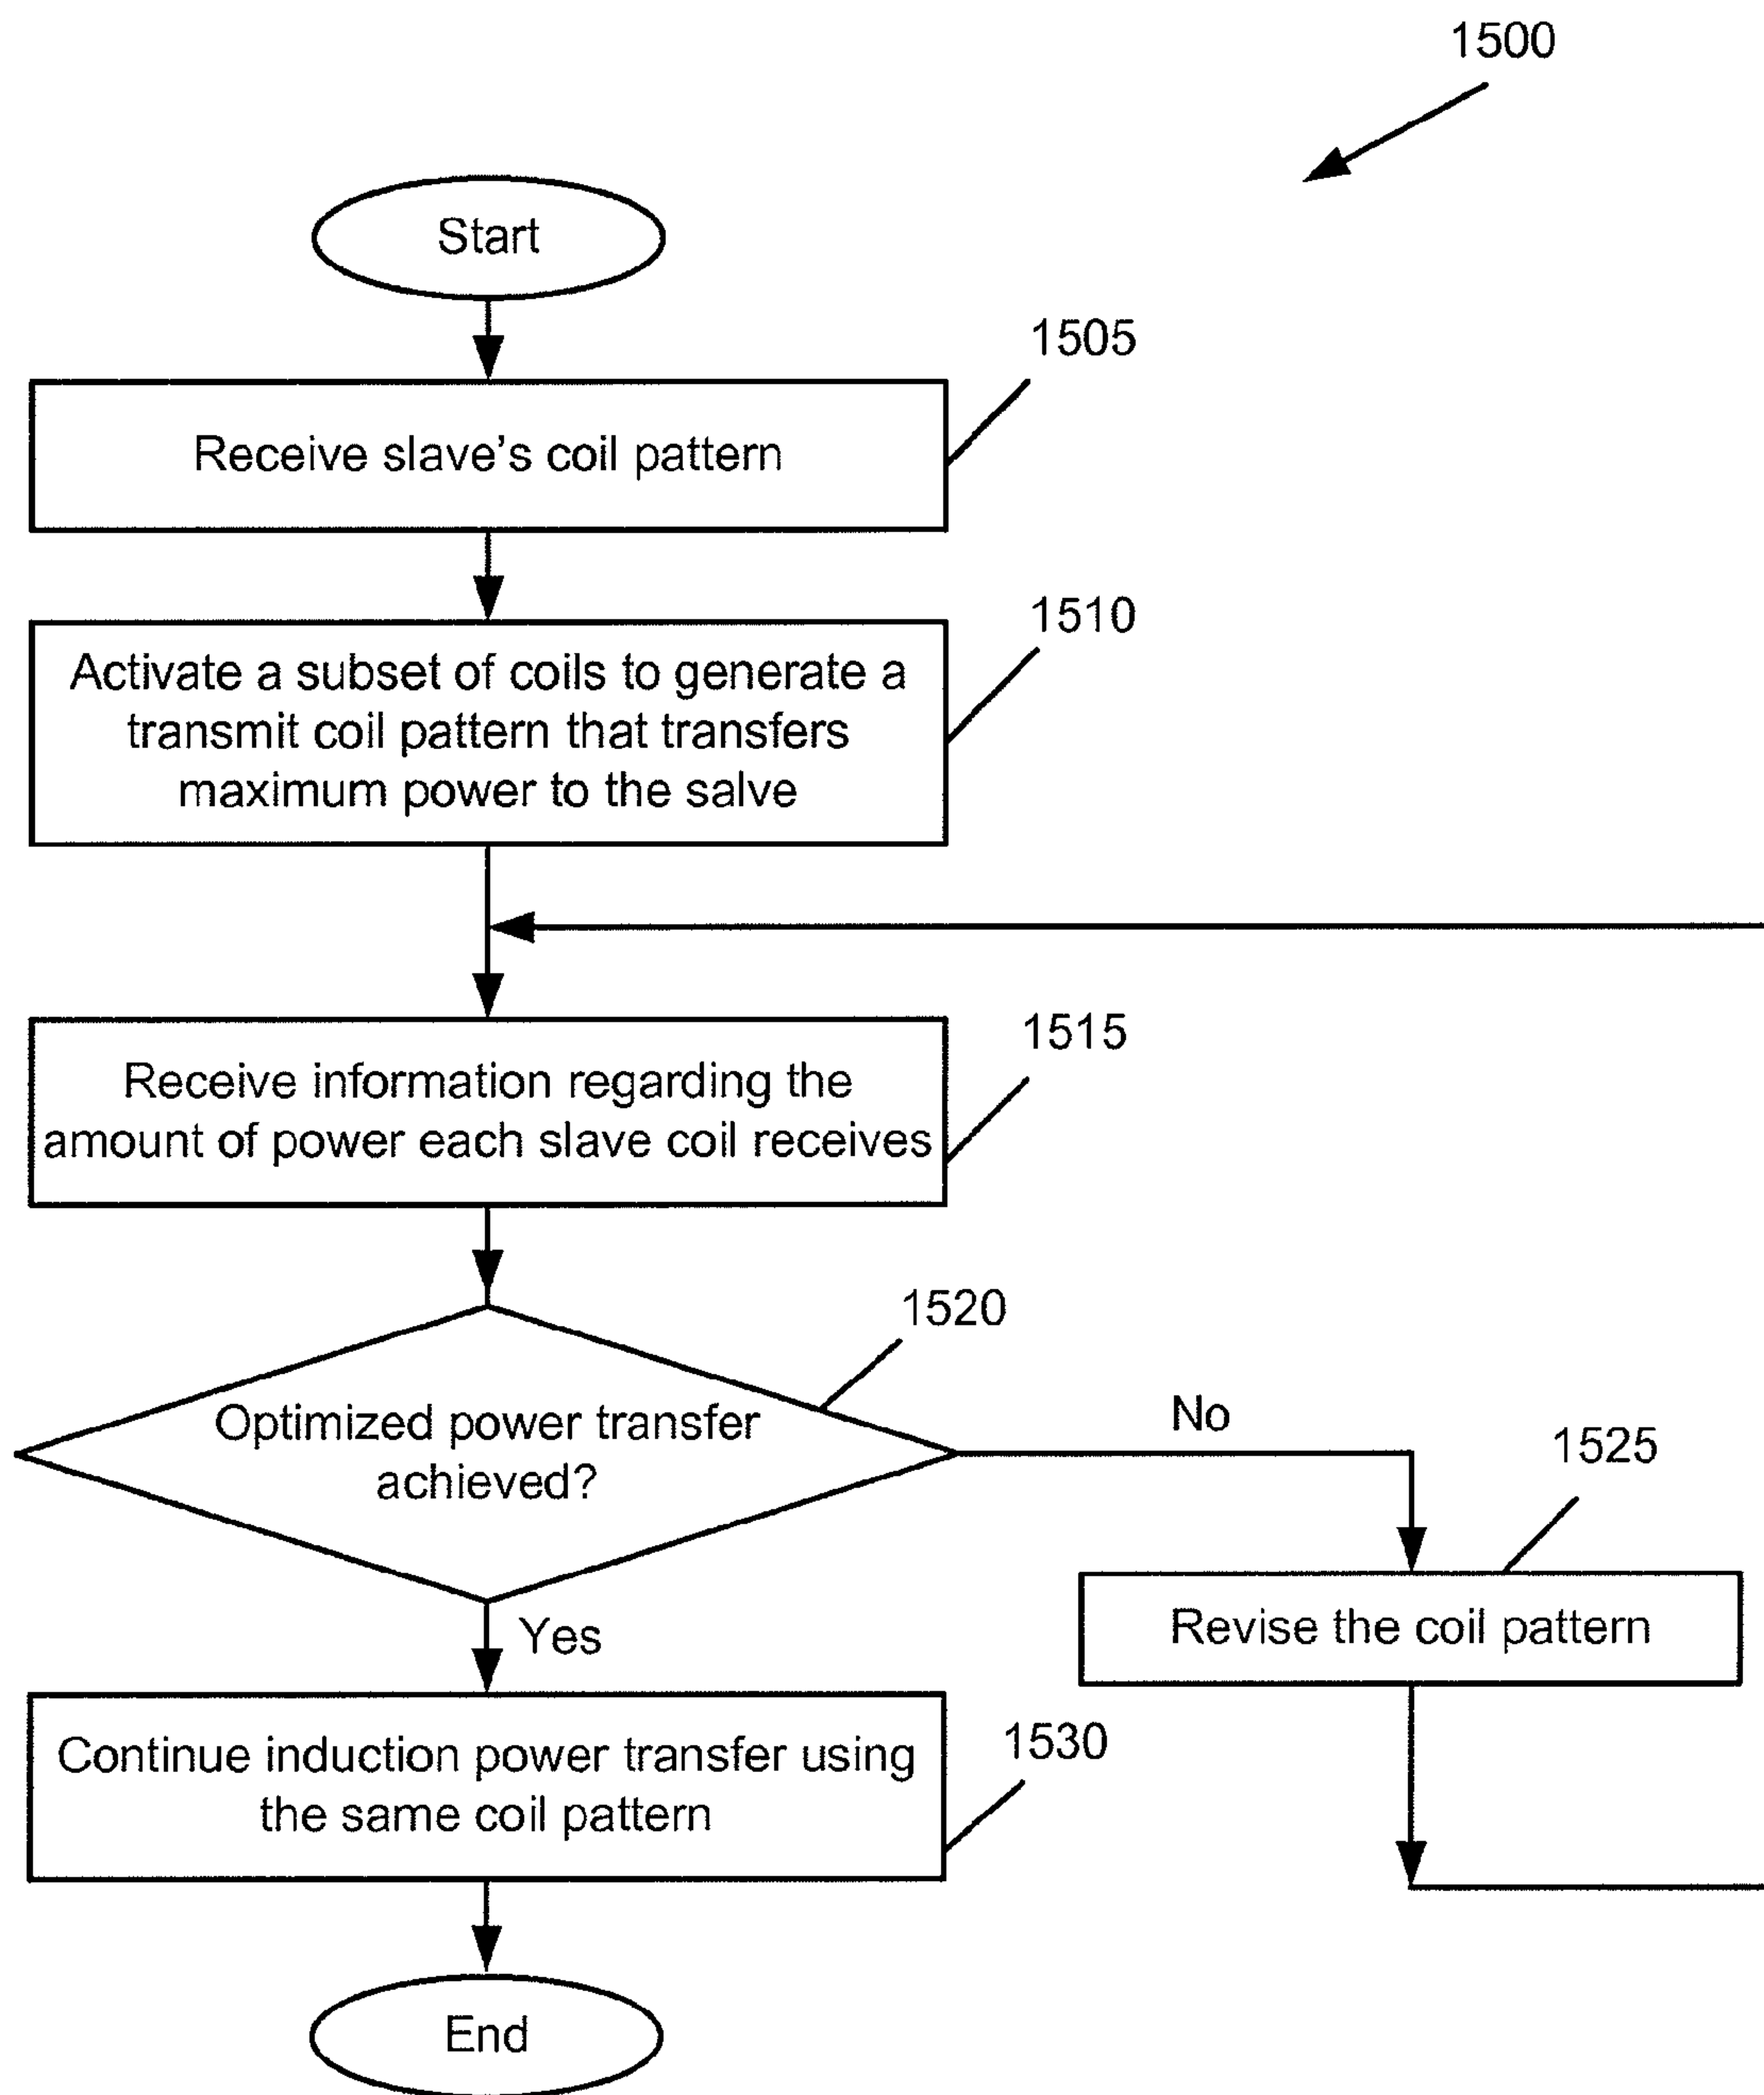 1500
Start
1505
Receive slave's coil pattern
1510
Activate a subset of coils to generate a
transmit coil pattern that transfers
maximum power to the salve
1515
Receive information regarding the
amount of power each slave coil receives
1520
Optimized power transfer
achieved?
No
1525
Revise the coil pattern
Yes
1530
Continue induction power transfer using
the same coil pattern
End